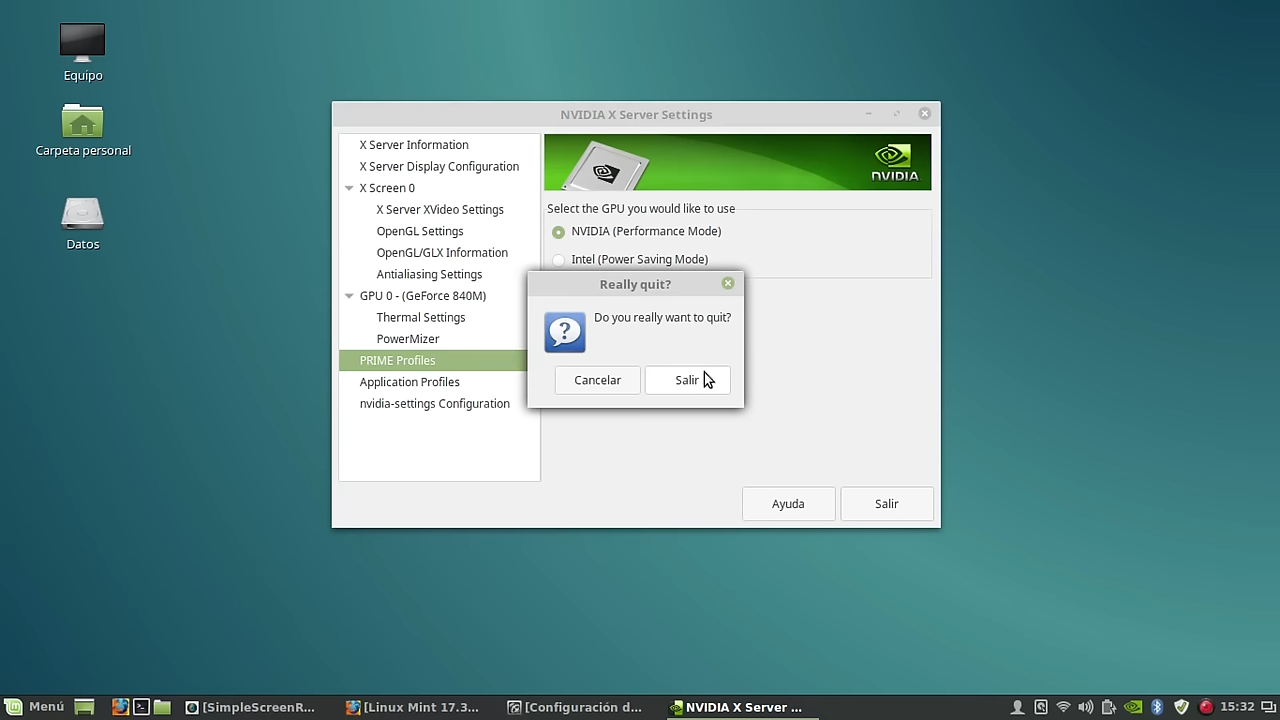 Equipo
Carpeta personal
Datos
NVIDIA X Server Settings
X Server Information
X Server Display Configuration
X Screen 0
X Server XVideo Settings
OpenGL Settings
OpenGL/GLX Information
Antialiasing Settings
GPU 0 - (GeForce 840M)
Thermal Settings
PowerMizer
PRIME Profiles
Application Profiles
nvidia-settings Configuration
NVIDIA
Select the GPU you would like to use
NVIDIA (Performance Mode)
Intel (Power Saving Mode)
Really quit?
Do you really want to quit?
Cancelar
Salir
Ayuda
Salir
Menú
[SimpleScreenR...
[Linux Mint 17.3...
[Configuración d...
NVIDIA X Server ...
15:32